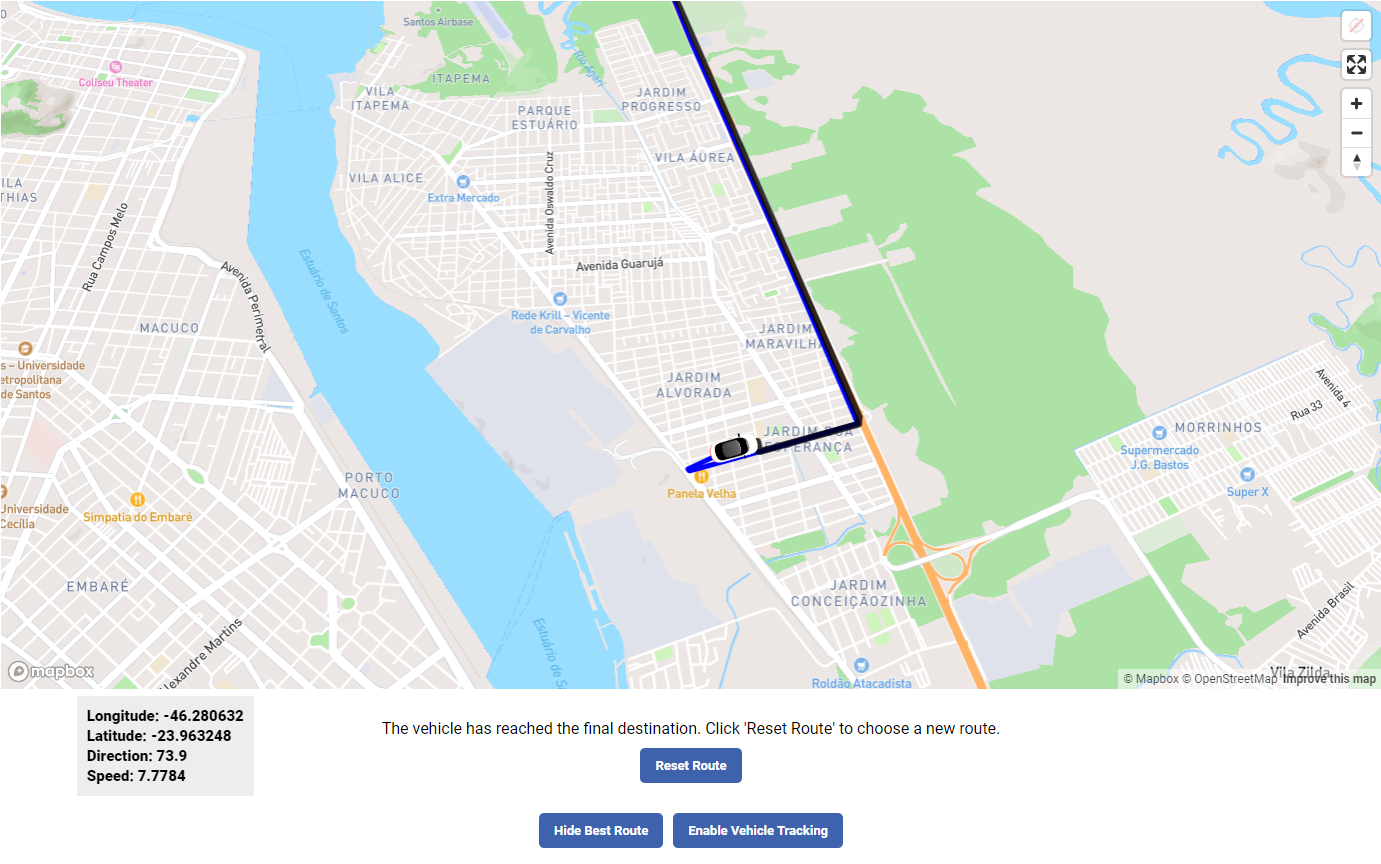 Santos Airbase
Rio Agari
Coliseu Theater
ITAPEMA
VILA
ITAPEMA
JARDIM
PROGRESSO
PARQUE
ESTUÁRIO
VILA ÁUREA
ILA
THIAS
VILA ALICE
Extra Mercado
Avenida Oswaldo Cruz
Rua Campos Melo
Avenida Guarujá
Avenida Perimetral
Estuário de Santos
Rede Krill – Vicente
de Carvalho
MACUCO
JARDIM
MARAVILHA
s – Universidade
etropolitana
de Santos
JARDIM
ALVORADA
Avenida 4
Rua 33
MORRINHOS
JARDIM BOA
ESPERANÇA
Supermercado
J.G. Bastos
Super X
PORTO
MACUCO
Panela Velha
Universidade
Cecília
Simpatia do Embaré
EMBARÉ
JARDIM
CONCEIÇÃOZINHA
Avenida Brasil
Alexandre Martins
Estuário de S
Vila Zilda
mapbox
Roldão Atacadista
© Mapbox © OpenStreetMap Improve this map
Longitude: -46.280632
Latitude: -23.963248
Direction: 73.9
Speed: 7.7784
The vehicle has reached the final destination. Click 'Reset Route' to choose a new route.
Reset Route
Hide Best Route
Enable Vehicle Tracking